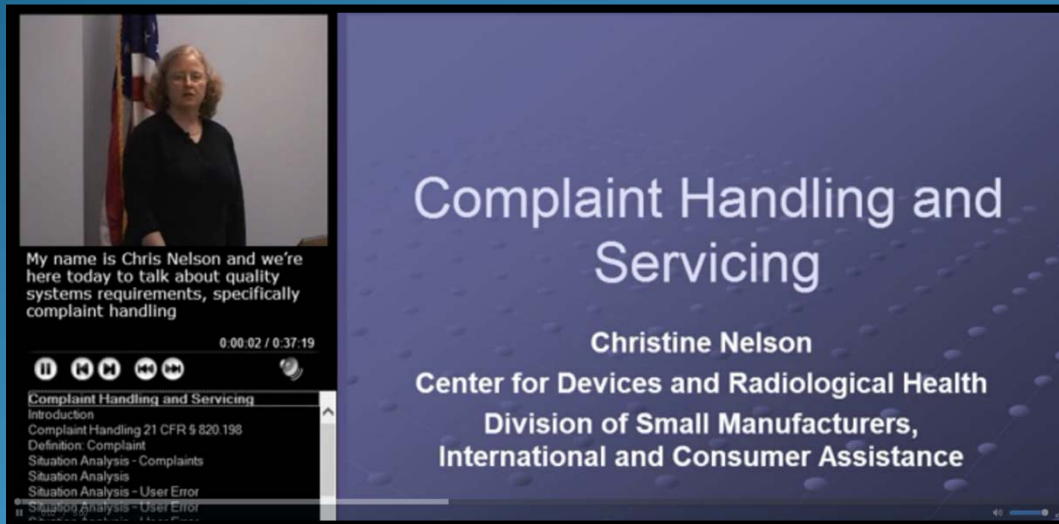 My name is Chris Nelson and we're
here today to talk about quality
systems requirements, specifically
complaint handling
0:00:02 / 0:37:19
Complaint Handling and Servicing
Introduction
Complaint Handling 21 CFR § 820.198
Definition: Complaint
Situation Analysis - Complaints
Situation Analysis
Situation Analysis - User Error
Situation Analysis - User Error
Complaint Handling and
Servicing
Christine Nelson
Center for Devices and Radiological Health
Division of Small Manufacturers,
International and Consumer Assistance